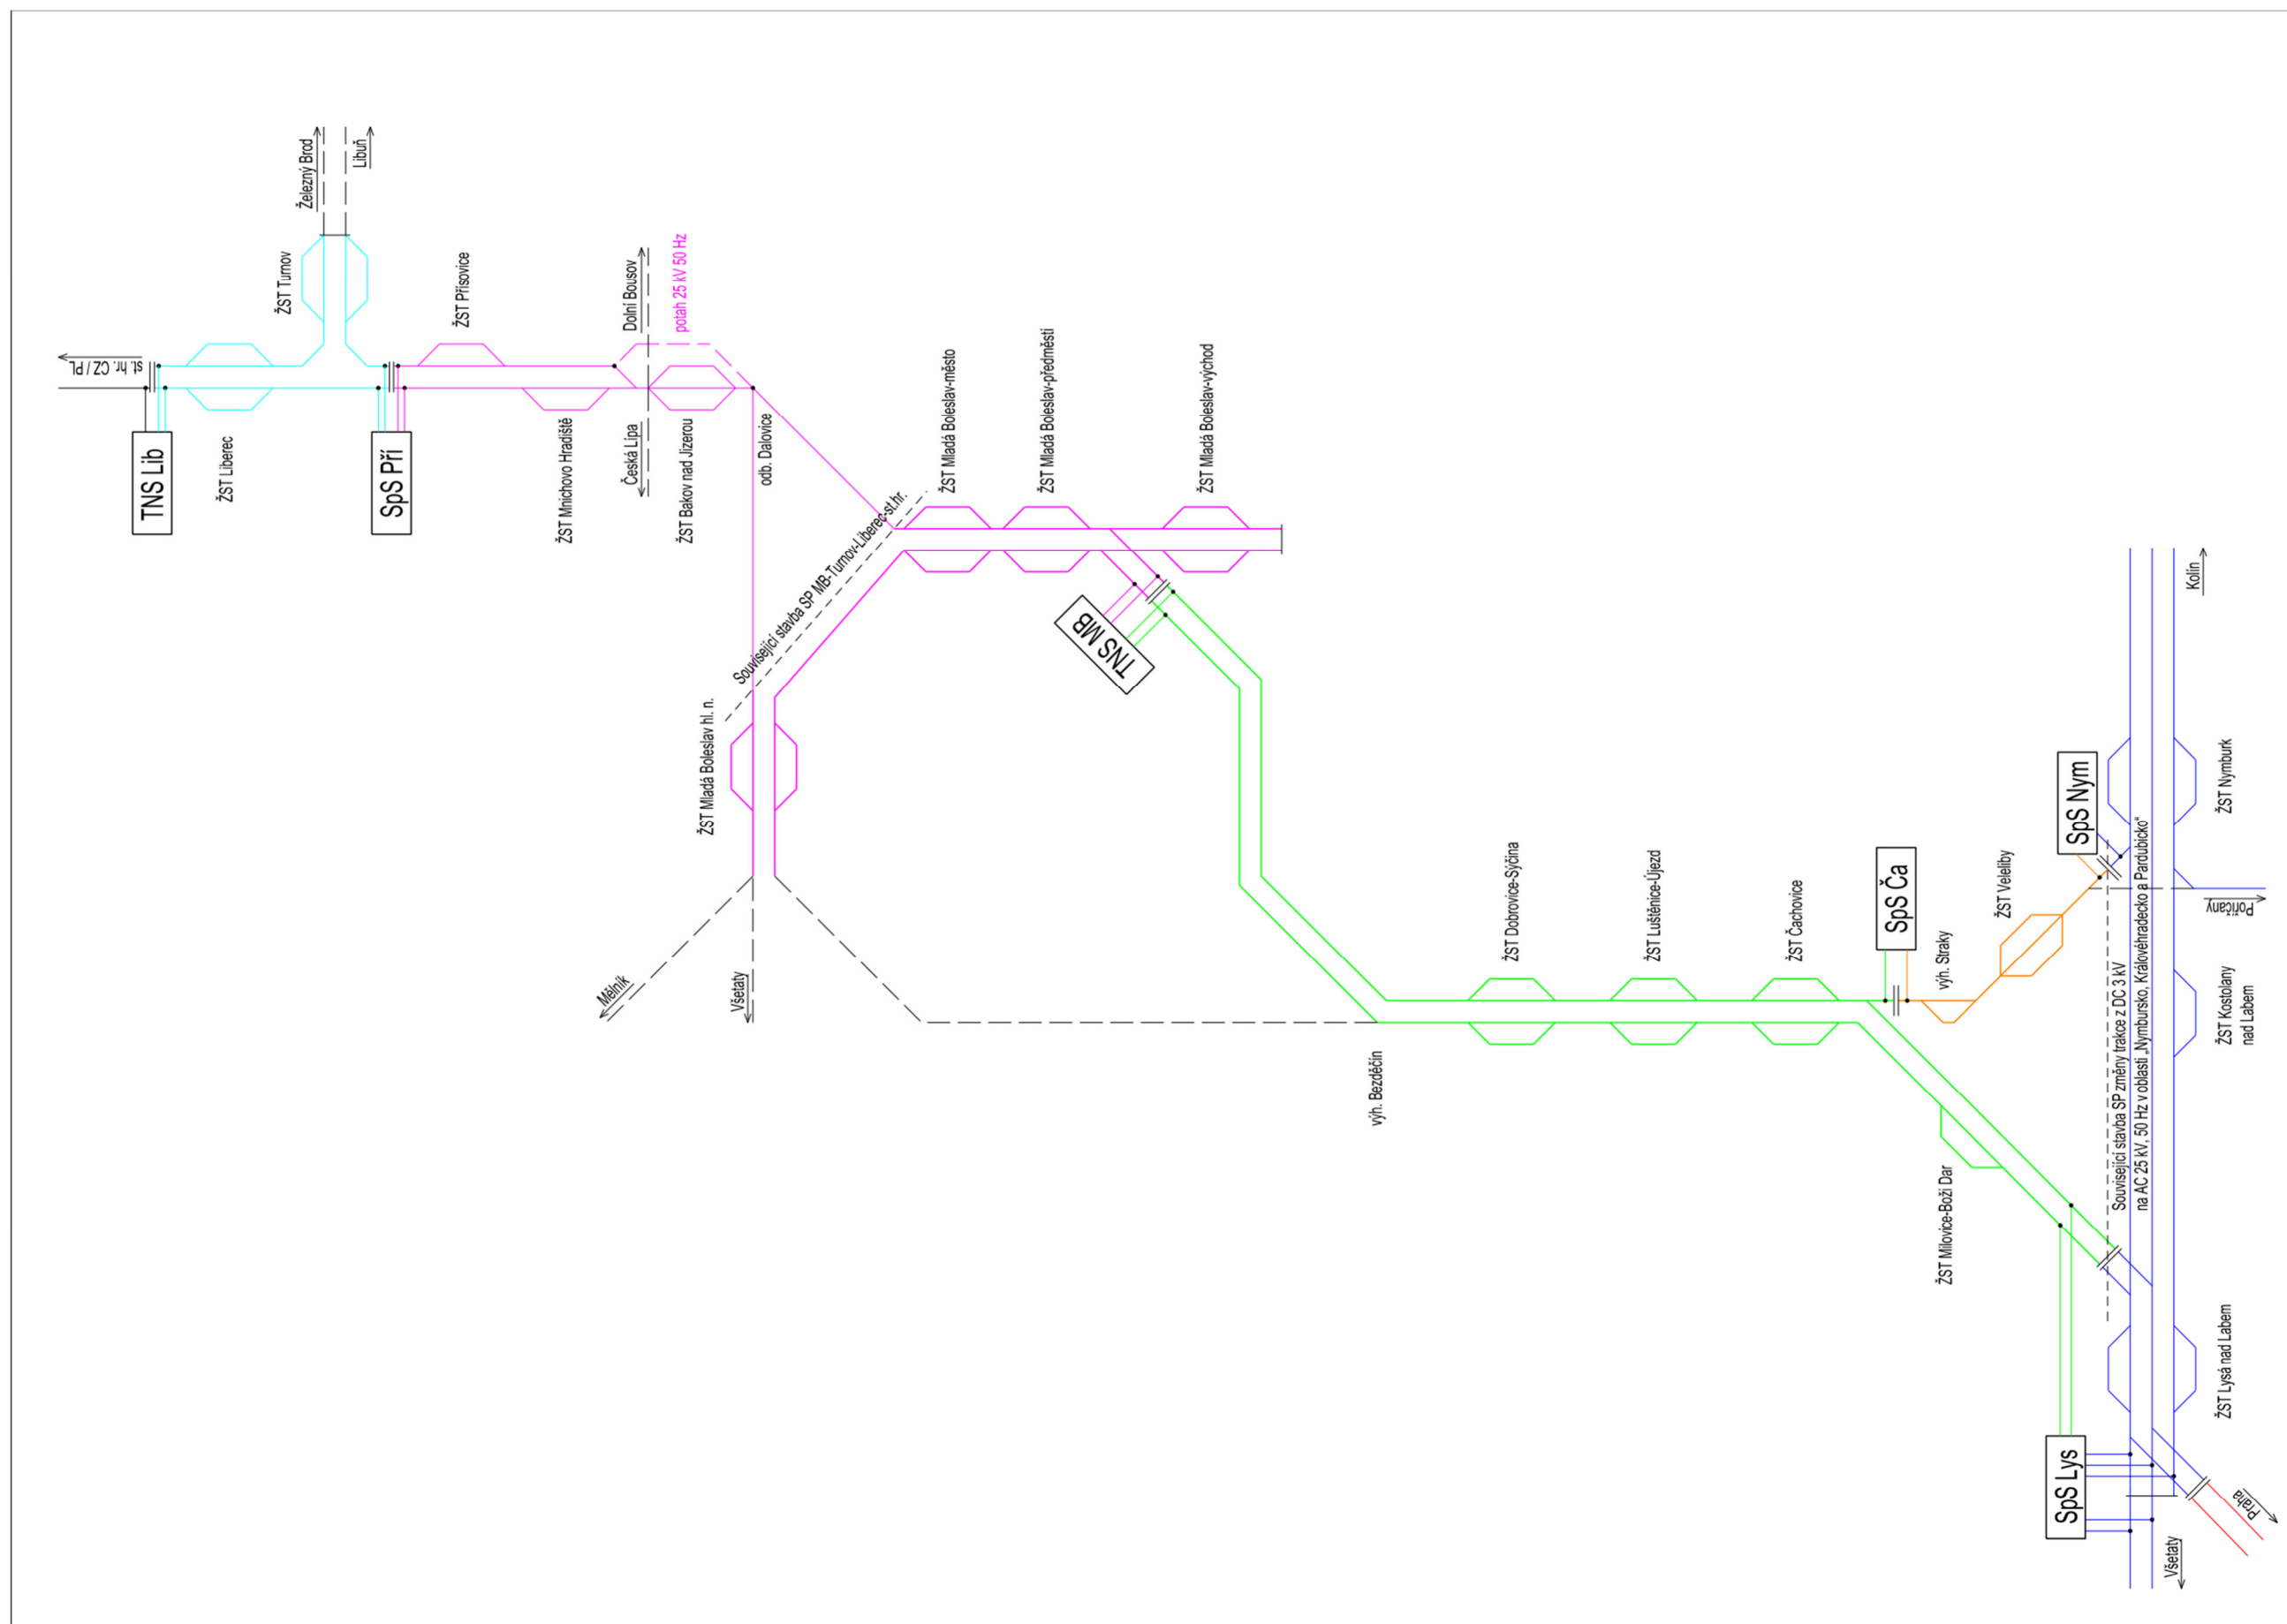 st. hr. CZ / PL
TNS Lib
ŽST Liberec
ŽST Turnov
Železný Brod
Libuň
SpS Pří
ŽST Příšovice
ŽST Mnichovo Hradiště
Česká Lípa
Dolní Bousov
ŽST Bakov nad Jizerou
potah 25 kV 50 Hz
odb. Dalovice
Související stavba SP MB-Turnov-Liberec-st.hr.
ŽST Mladá Boleslav hl. n.
ŽST Mladá Boleslav-město
ŽST Mladá Boleslav-předměstí
ŽST Mladá Boleslav-východ
TNS MB
Mělník
Všetaty
výh. Bezděčín
ŽST Dobrovice-Sýčina
ŽST Luštěnice-Újezd
ŽST Čachovice
SpS Ča
výh. Straky
ŽST Veleliby
SpS Nym
ŽST Milovice-Boží Dar
Související stavba SP změny trakce z DC 3 kV
na AC 25 kV, 50 Hz v oblasti „Nymbursko, Královéhradecko a Pardubicko“
Kolín
ŽST Nymburk
Poříčany
ŽST Kostolany
nad Labem
ŽST Lysá nad Labem
SpS Lys
Praha
Všetaty